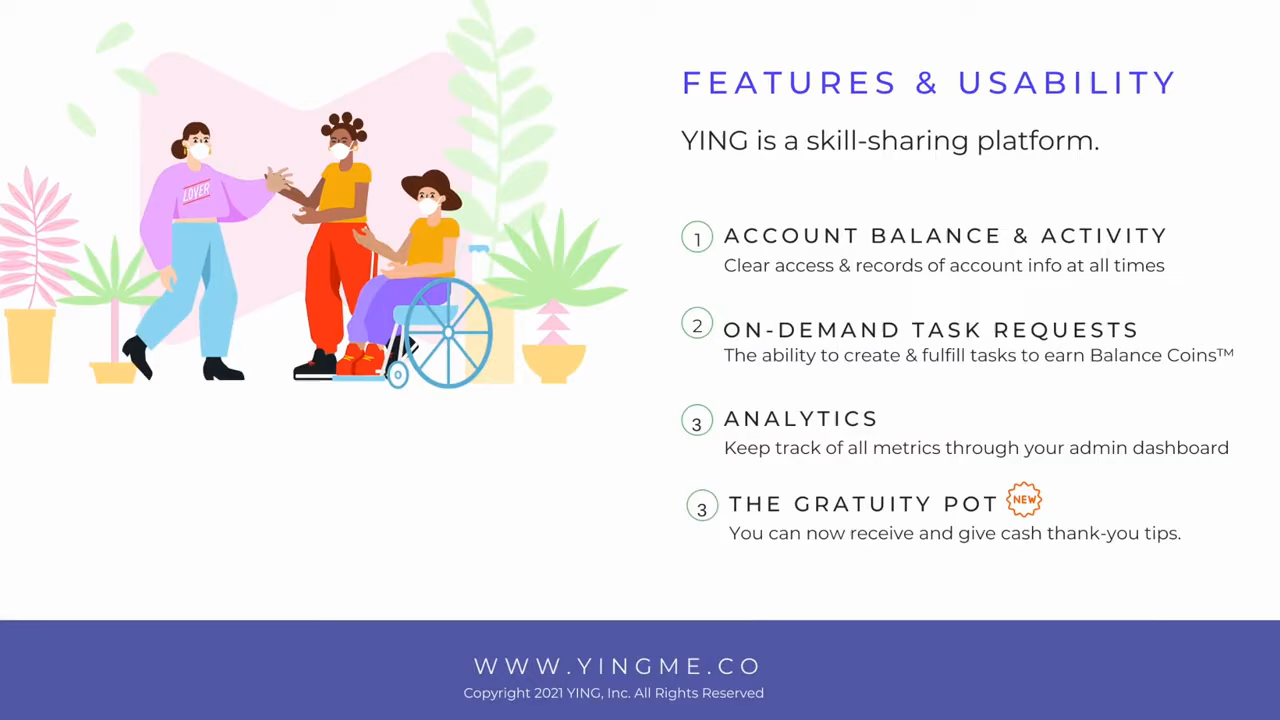 LOVER
FEATURES & USABILITY
YING is a skill-sharing platform.
1 ACCOUNT BALANCE & ACTIVITY
Clear access & records of account info at all times
2 ON-DEMAND TASK REQUESTS
The ability to create & fulfill tasks to earn Balance Coins™
3 ANALYTICS
Keep track of all metrics through your admin dashboard
3 THE GRATUITY POT NEW
You can now receive and give cash thank-you tips.
WWW.YINGME.CO
Copyright 2021 YING, Inc. All Rights Reserved